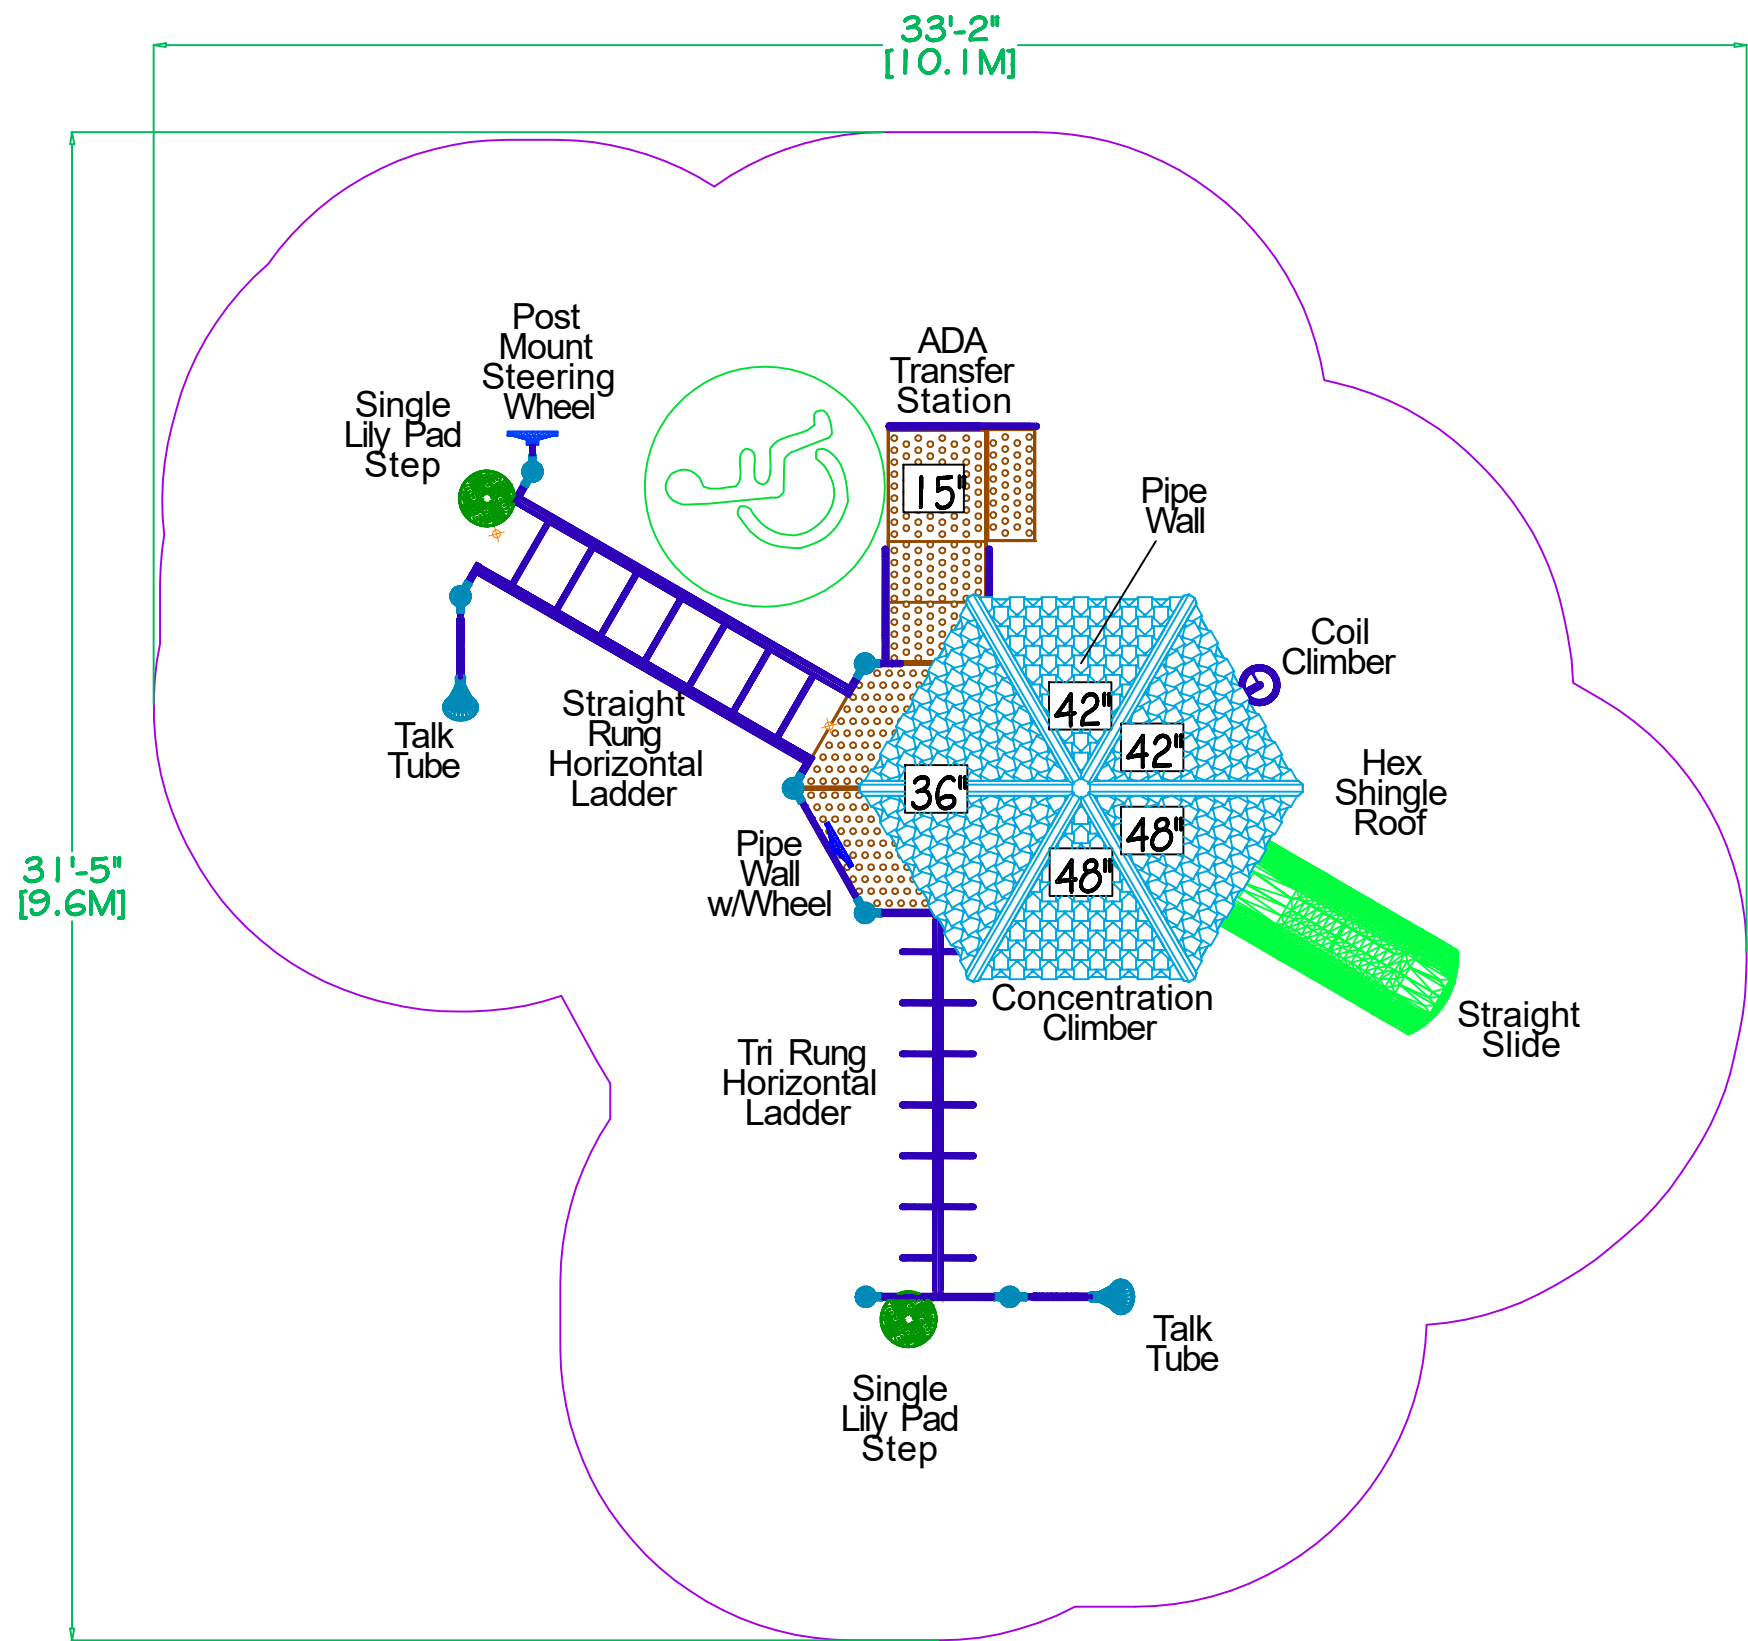 33'-2"
[10.1M]
Post
Mount
Steering
Wheel
Single
Lily Pad
Step
ADA
Transfer
Station
15"
Pipe
Wall
Coil
Climber
Straight
Rung
Horizontal
Ladder
Talk
Tube
42"
42"
36"
48"
48"
Hex
Shingle
Roof
Pipe
Wall
w/Wheel
31'-5"
[9.6M]
Concentration
Climber
Straight
Slide
Tri Rung
Horizontal
Ladder
Talk
Tube
Single
Lily Pad
Step